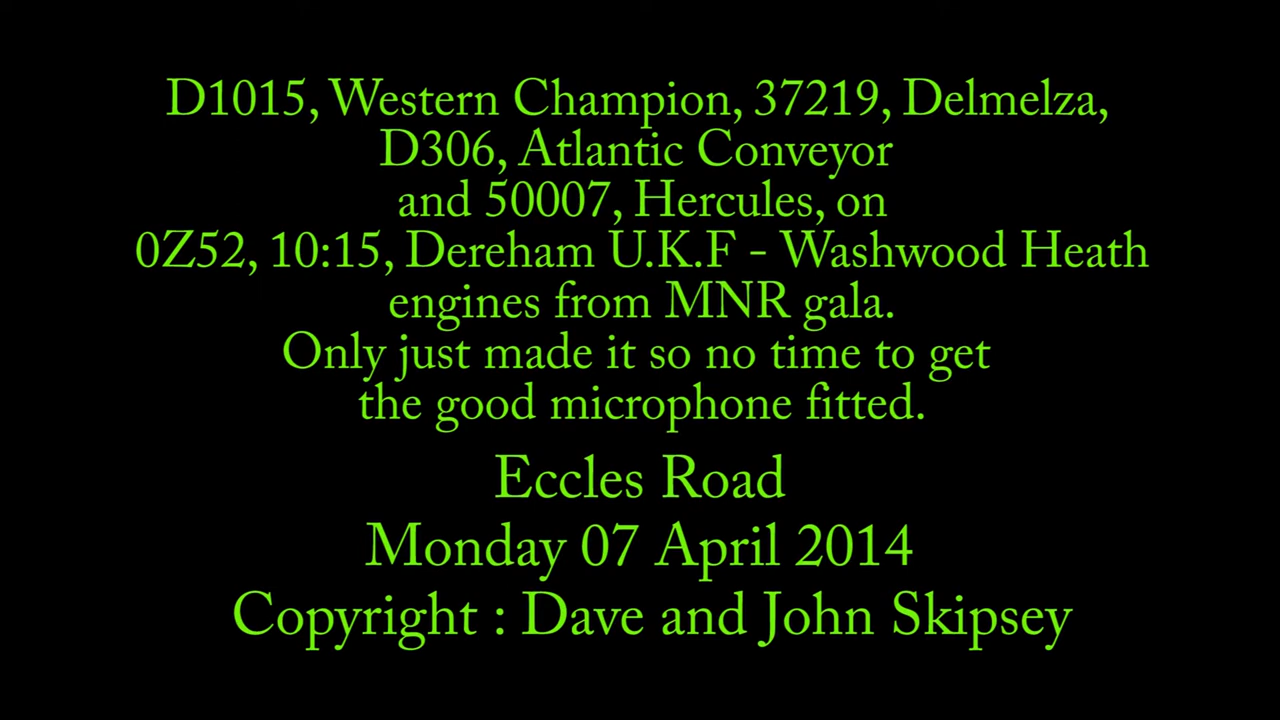 D1015, Western Champion, 37219, Delmelza,
D306, Atlantic Conveyor
and 50007, Hercules, on
0Z52, 10:15, Dereham U.K.F - Washwood Heath
engines from MNR gala.
Only just made it so no time to get
the good microphone fitted.
Eccles Road
Monday 07 April 2014
Copyright : Dave and John Skipsey